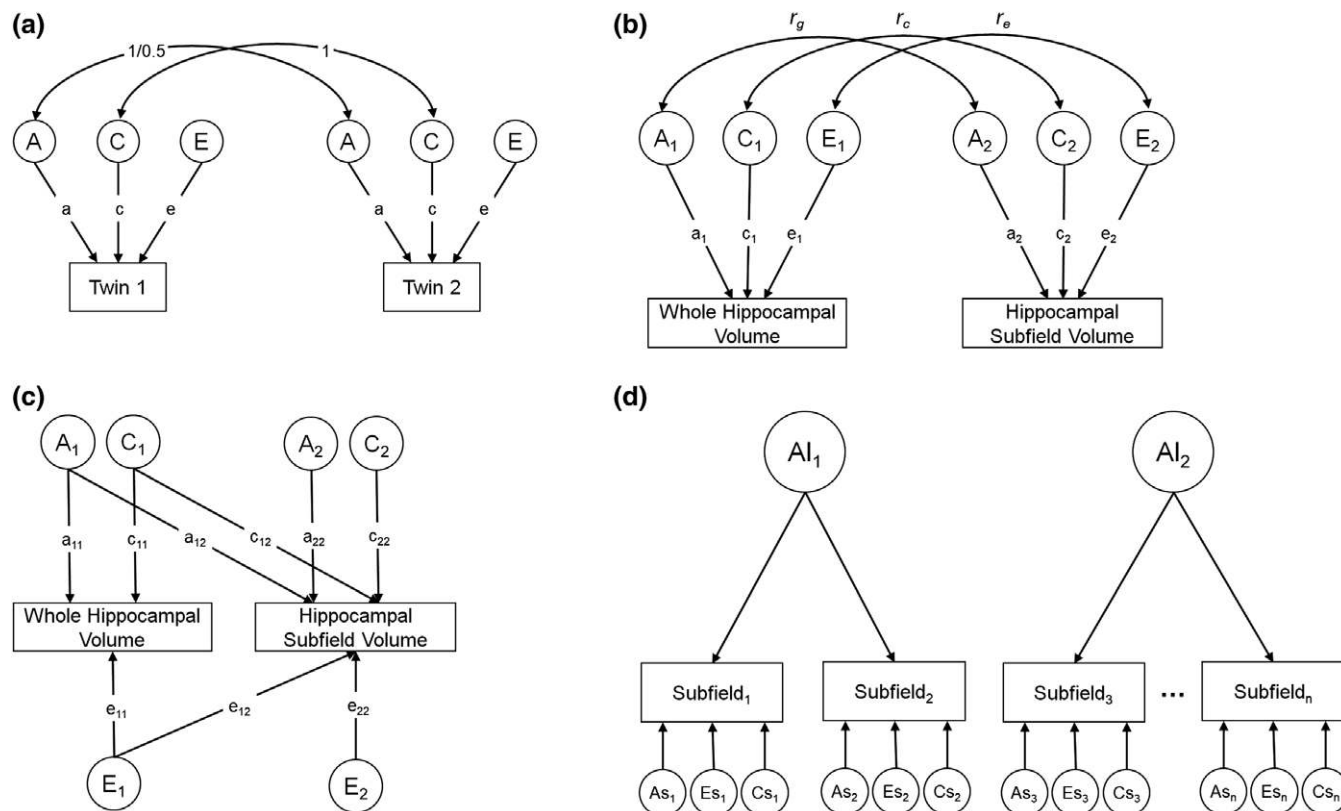 (a)
1/0.5
1
A
C
E
A
C
E
a
c
e
a
c
e
Twin 1
Twin 2
(b)
r_g
r_c
r_e
A₁
C₁
E₁
A₂
C₂
E₂
a₁
c₁
e₁
a₂
c₂
e₂
Whole Hippocampal
Volume
Hippocampal
Subfield Volume
(c)
A₁
C₁
A₂
C₂
a₁₁
c₁₁
a₁₂
c₁₂
a₂₂
c₂₂
Whole Hippocampal
Volume
Hippocampal
Subfield Volume
e₁₁
e₁₂
e₂₂
E₁
E₂
(d)
AI₁
AI₂
Subfield₁
Subfield₂
Subfield₃
...
Subfieldₙ
As₁
Es₁
Cs₁
As₂
Es₂
Cs₂
As₃
Es₃
Cs₃
Asₙ
Esₙ
Csₙ